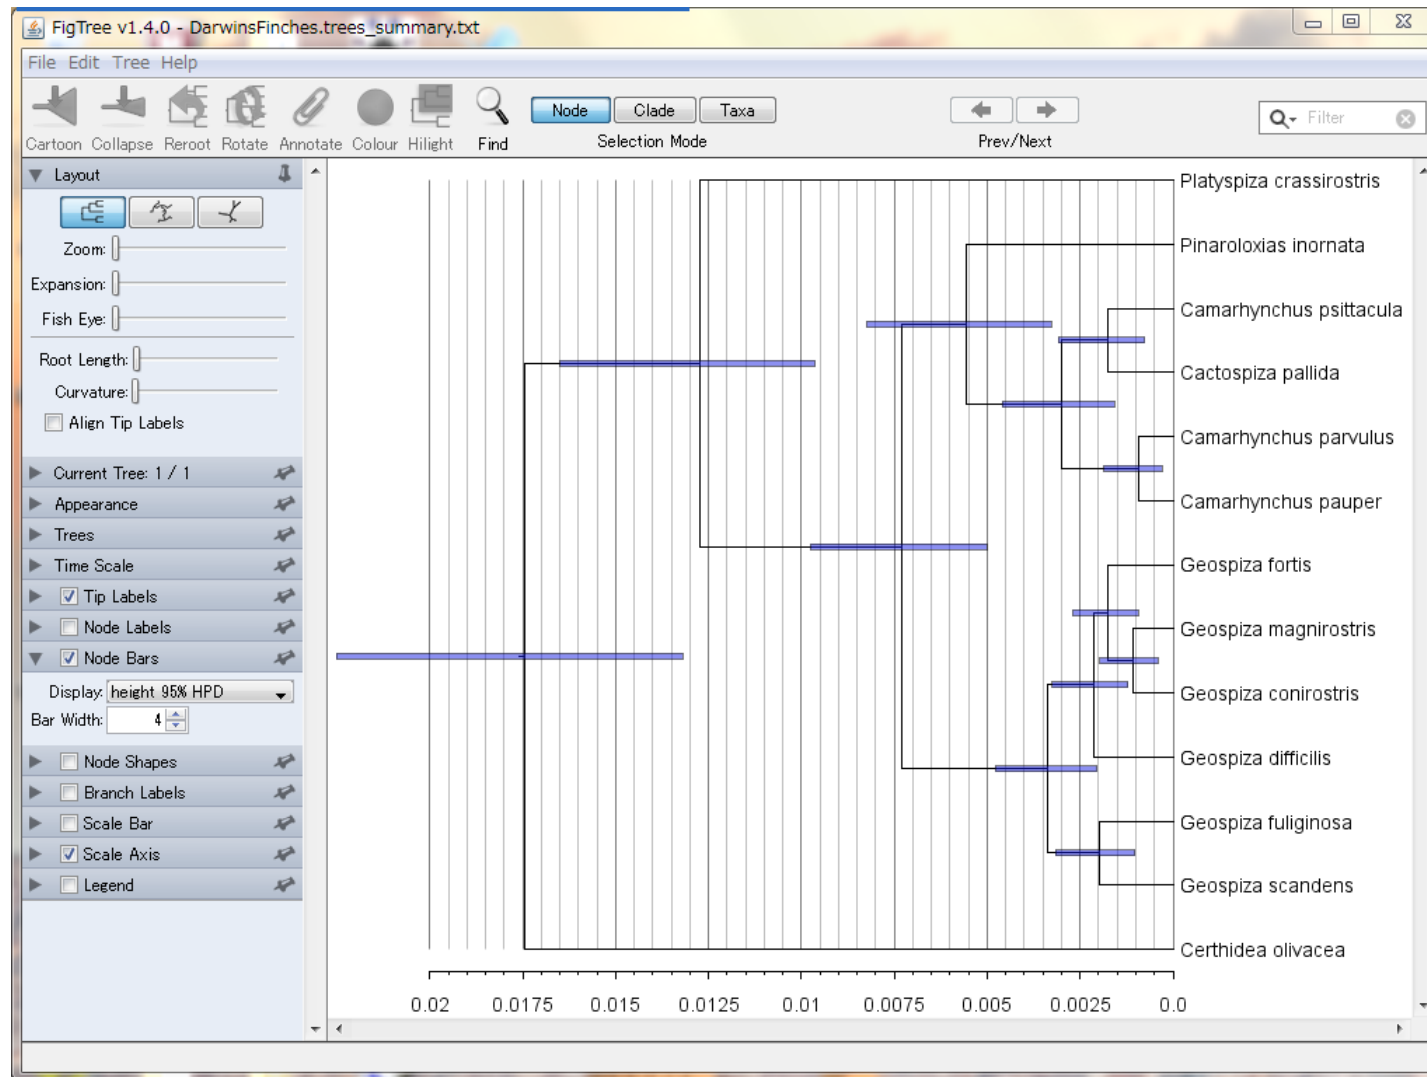 FigTree v1.4.0 - DarwinsFinches.trees_summary.txt
File Edit Tree Help
Cartoon Collapse Reroot Rotate Annotate Colour Hilight Find
Node Clade Taxa
Selection Mode
Prev/Next
Filter
Layout
Zoom:
Expansion:
Fish Eye:
Root Length:
Curvature:
Align Tip Labels
Current Tree: 1 / 1
Appearance
Trees
Time Scale
Tip Labels
Node Labels
Node Bars
Display: height 95% HPD
Bar Width: 4
Node Shapes
Branch Labels
Scale Bar
Scale Axis
Legend
Platyspiza crassirostris
Pinaroloxias inornata
Camarhynchus psittacula
Cactospiza pallida
Camarhynchus parvulus
Camarhynchus pauper
Geospiza fortis
Geospiza magnirostris
Geospiza conirostris
Geospiza difficilis
Geospiza fuliginosa
Geospiza scandens
Certhidea olivacea
0.02 0.0175 0.015 0.0125 0.01 0.0075 0.005 0.0025 0.0